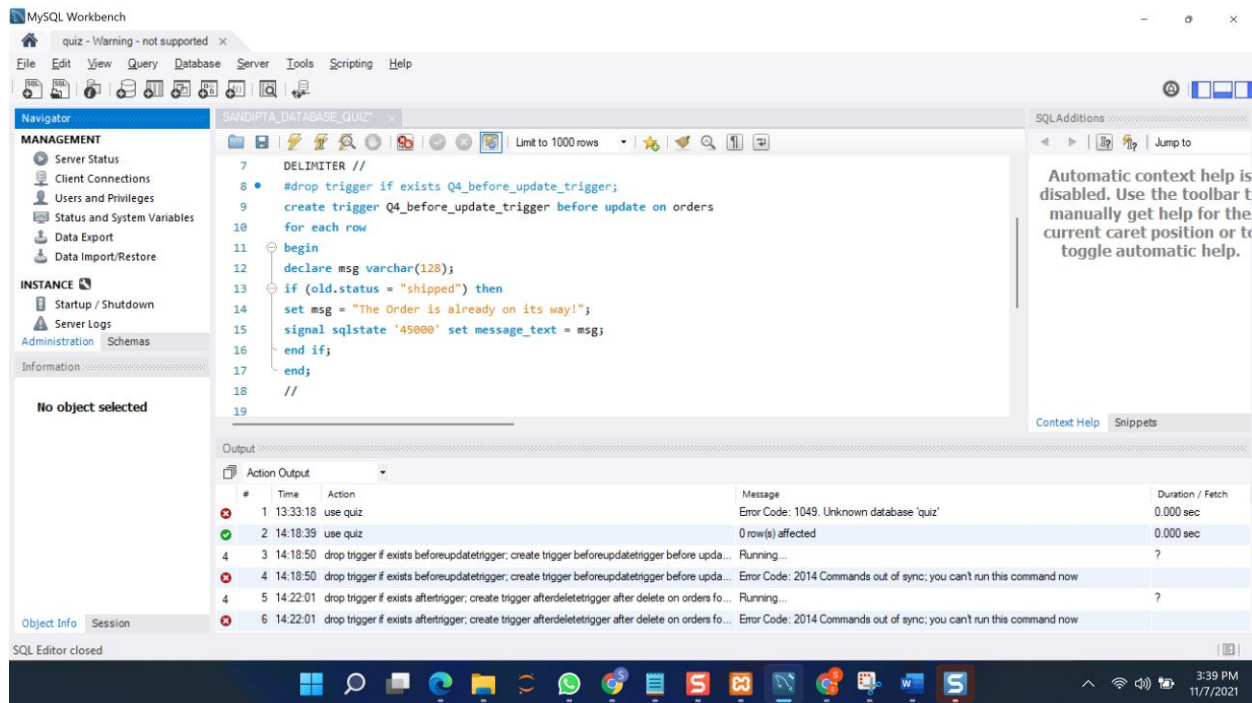 MySQL Workbench
quiz - Warning - not supported
File Edit View Query Database Server Tools Scripting Help
Navigator
MANAGEMENT
Server Status
Client Connections
Users and Privileges
Status and System Variables
Data Export
Data Import/Restore
INSTANCE
Startup / Shutdown
Server Logs
Administration Schemas
Information
No object selected
Object Info Session
SQL Editor closed
SANDIPTA_DATABASE_QUIZ*
Limit to 1000 rows
7 DELIMITER //
8 #drop trigger if exists Q4_before_update_trigger;
9 create trigger Q4_before_update_trigger before update on orders
10 for each row
11 begin
12 declare msg varchar(128);
13 if (old.status = "shipped") then
14 set msg = "The Order is already on its way!";
15 signal sqlstate '45000' set message_text = msg;
16 end if;
17 end;
18 //
19
SQLAdditions
Jump to
Automatic context help is
disabled. Use the toolbar t
manually get help for the
current caret position or to
toggle automatic help.
Context Help Snippets
Output
Action Output
# Time Action Message Duration / Fetch
1 13:33:18 use quiz Error Code: 1049. Unknown database 'quiz' 0.000 sec
2 14:18:39 use quiz 0 row(s) affected 0.000 sec
4 3 14:18:50 drop trigger if exists beforeupdatetrigger; create trigger beforeupdatetrigger before upda... Running... ?
4 14:18:50 drop trigger if exists beforeupdatetrigger; create trigger beforeupdatetrigger before upda... Error Code: 2014 Commands out of sync; you can't run this command now
4 5 14:22:01 drop trigger if exists aftertrigger; create trigger afterdeletetrigger after delete on orders fo... Running... ?
6 14:22:01 drop trigger if exists aftertrigger; create trigger afterdeletetrigger after delete on orders fo... Error Code: 2014 Commands out of sync; you can't run this command now
3:39 PM
11/7/2021